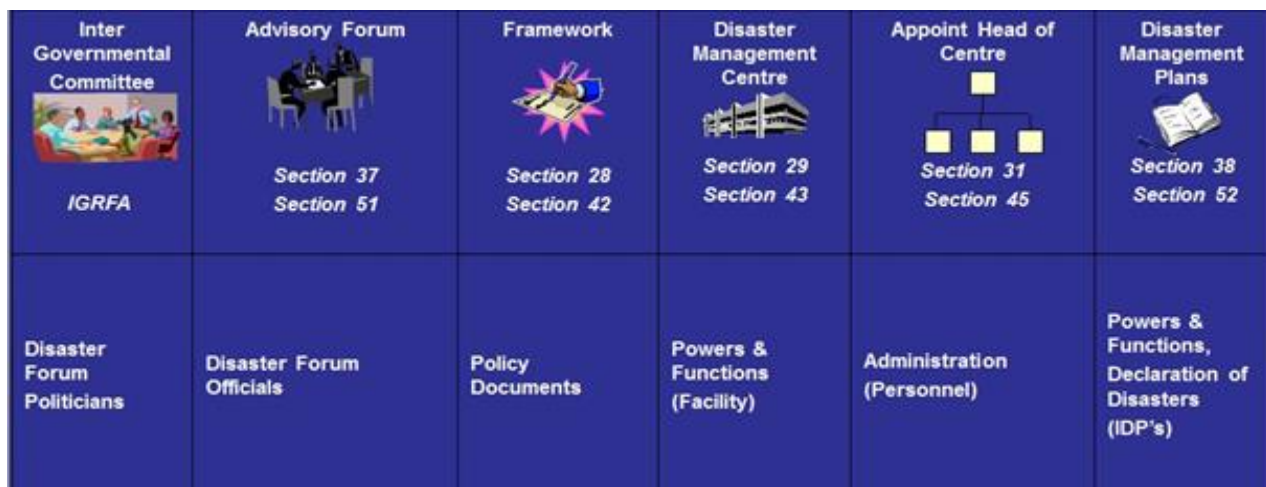 Inter
Governmental
Committee
IGRFA
Advisory Forum
Section 37
Section 51
Framework
Section 28
Section 42
Disaster
Management
Centre
Section 29
Section 43
Appoint Head of
Centre
Section 31
Section 45
Disaster
Management
Plans
Section 38
Section 52
Disaster
Forum
Politicians
Disaster Forum
Officials
Policy
Documents
Powers &
Functions
(Facility)
Administration
(Personnel)
Powers &
Functions,
Declaration of
Disasters
(IDP's)